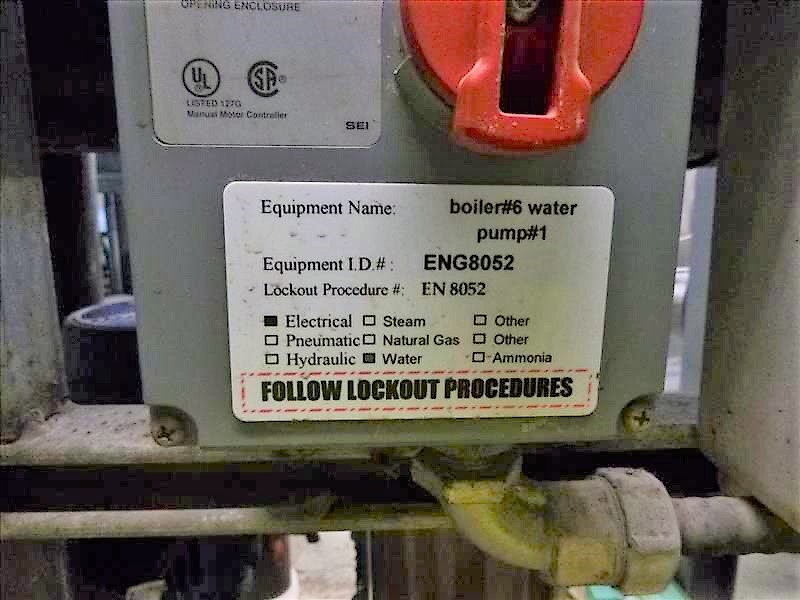 OPENING ENCLOSURE
UL
SA ®
LISTED 127G
Manual Motor Controller
SEI
Equipment Name: boiler#6 water
pump#1
Equipment I.D.#: ENG8052
Lockout Procedure #: EN 8052
■ Electrical □ Steam □ Other
□ Pneumatic □ Natural Gas □ Other
□ Hydraulic ■ Water □ Ammonia
FOLLOW LOCKOUT PROCEDURES